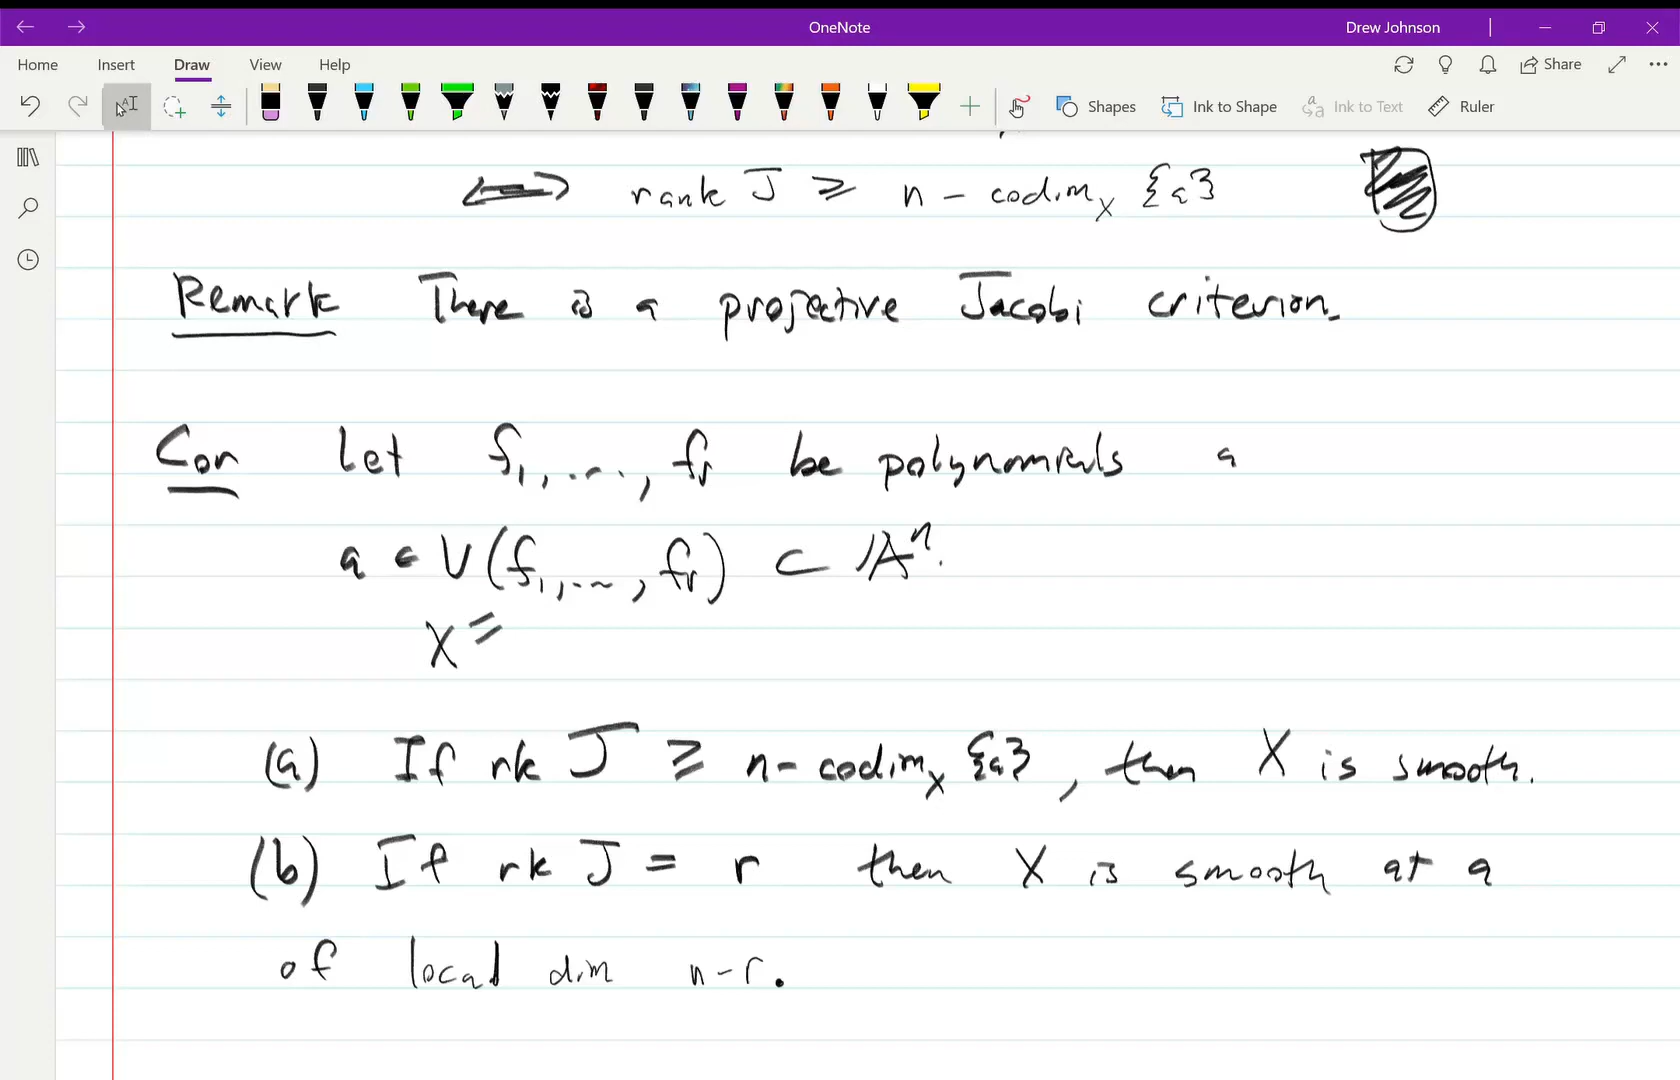 OneNote
Drew Johnson
Home Insert Draw View Help
Share
Shapes Ink to Shape Ink to Text Ruler
⟺ rank J ≥ n - codim_X {a}
Remark There is a projective Jacobi criterion.
Cor Let f_1, ..., f_r be polynomials a
a ∈ V(f_1, ..., f_r) ⊂ A^n.
X =
(a) If rk J ≥ n - codim_X {a}, then X is smooth.
(b) If rk J = r then X is smooth at a
of local dim n-r.